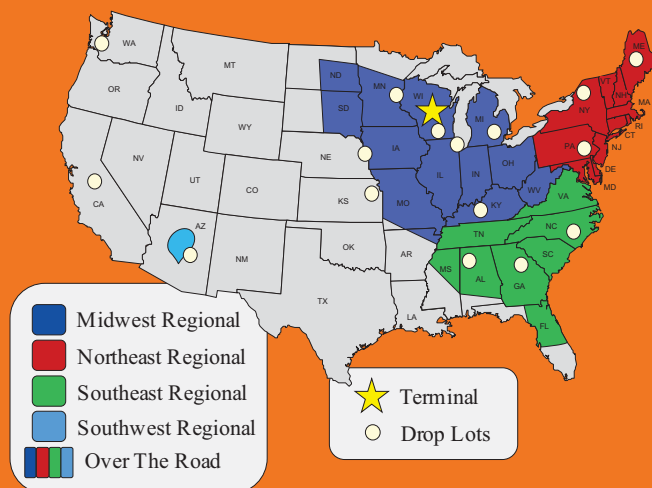 WA
MT
ND
MN
WI
MI
ME
VT
NH
MA
NY
RI
CT
OR
ID
SD
WY
IA
NE
PA
NJ
DE
MD
NV
UT
CO
IL
IN
OH
WV
VA
CA
KS
MO
KY
NC
TN
AZ
NM
OK
AR
SC
MS
AL
GA
TX
LA
FL
Midwest Regional
Northeast Regional
Southeast Regional
Southwest Regional
Over The Road
Terminal
Drop Lots